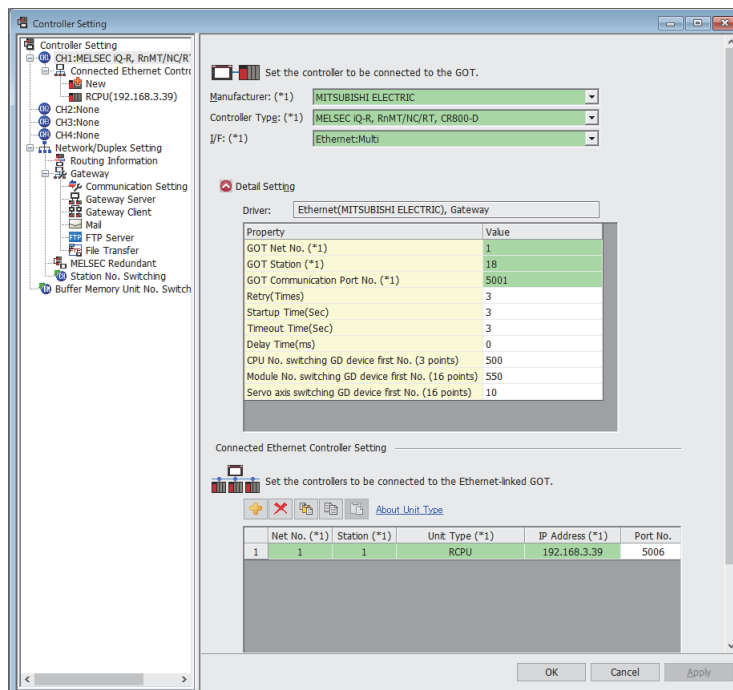 Controller Setting
Controller Setting
CH1:MELSEC iQ-R, RnMT/NC/R
Connected Ethernet Contro
New
RCPU(192.168.3.39)
CH2:None
CH3:None
CH4:None
Network/Duplex Setting
Routing Information
Gateway
Communication Setting
Gateway Server
Gateway Client
Mail
FTP Server
File Transfer
MELSEC Redundant
Station No. Switching
Buffer Memory Unit No. Switch
Set the controller to be connected to the GOT.
Manufacturer: (*1) MITSUBISHI ELECTRIC
Controller Type: (*1) MELSEC iQ-R, RnMT/NC/RT, CR800-D
I/F: (*1) Ethernet:Multi
Detail Setting
Driver: Ethernet(MITSUBISHI ELECTRIC), Gateway
Property Value
GOT Net No. (*1) 1
GOT Station (*1) 18
GOT Communication Port No. (*1) 5001
Retry(Times) 3
Startup Time(Sec) 3
Timeout Time(Sec) 3
Delay Time(ms) 0
CPU No. switching GD device first No. (3 points) 500
Module No. switching GD device first No. (16 points) 550
Servo axis switching GD device first No. (16 points) 10
Connected Ethernet Controller Setting
Set the controllers to be connected to the Ethernet-linked GOT.
About Unit Type
Net No. (*1) Station (*1) Unit Type (*1) IP Address (*1) Port No.
1 1 1 RCPU 192.168.3.39 5006
OK Cancel Apply